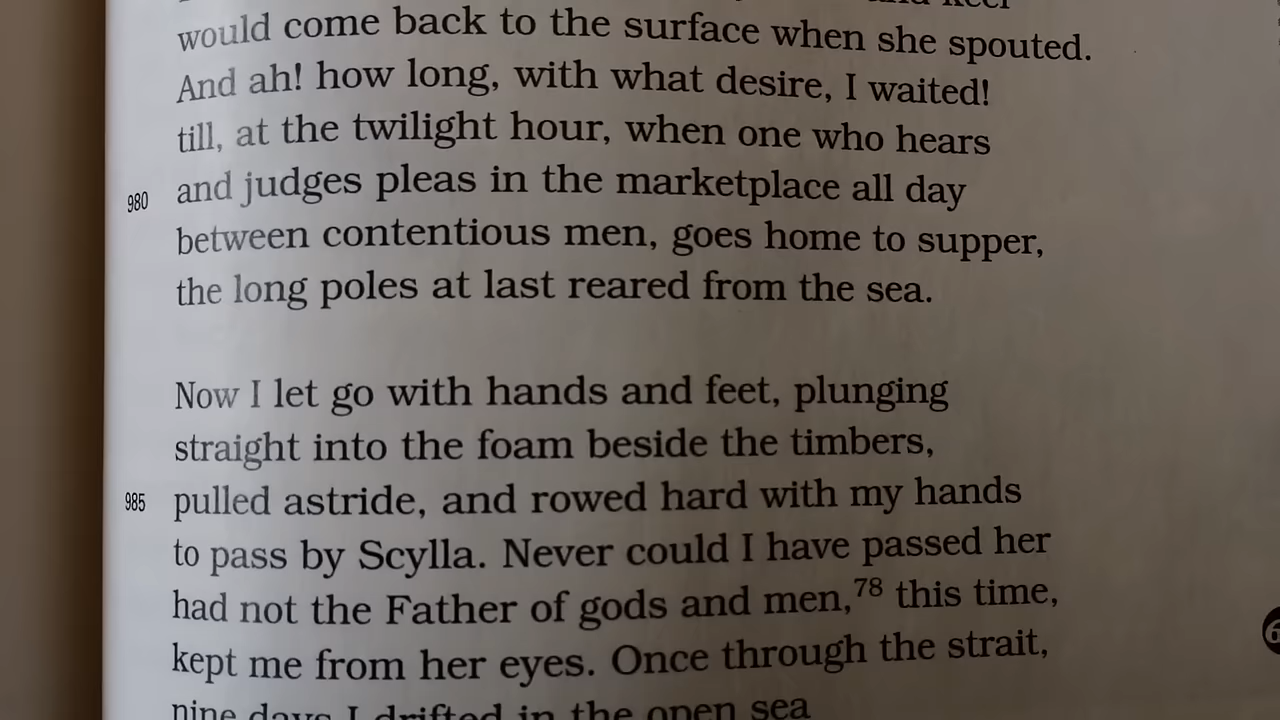 would come back to the surface when she spouted.
And ah! how long, with what desire, I waited!
till, at the twilight hour, when one who hears
980 and judges pleas in the marketplace all day
between contentious men, goes home to supper,
the long poles at last reared from the sea.
Now I let go with hands and feet, plunging
straight into the foam beside the timbers,
985 pulled astride, and rowed hard with my hands
to pass by Scylla. Never could I have passed her
had not the Father of gods and men,78 this time,
kept me from her eyes. Once through the strait,
nine days I drifted in the open sea